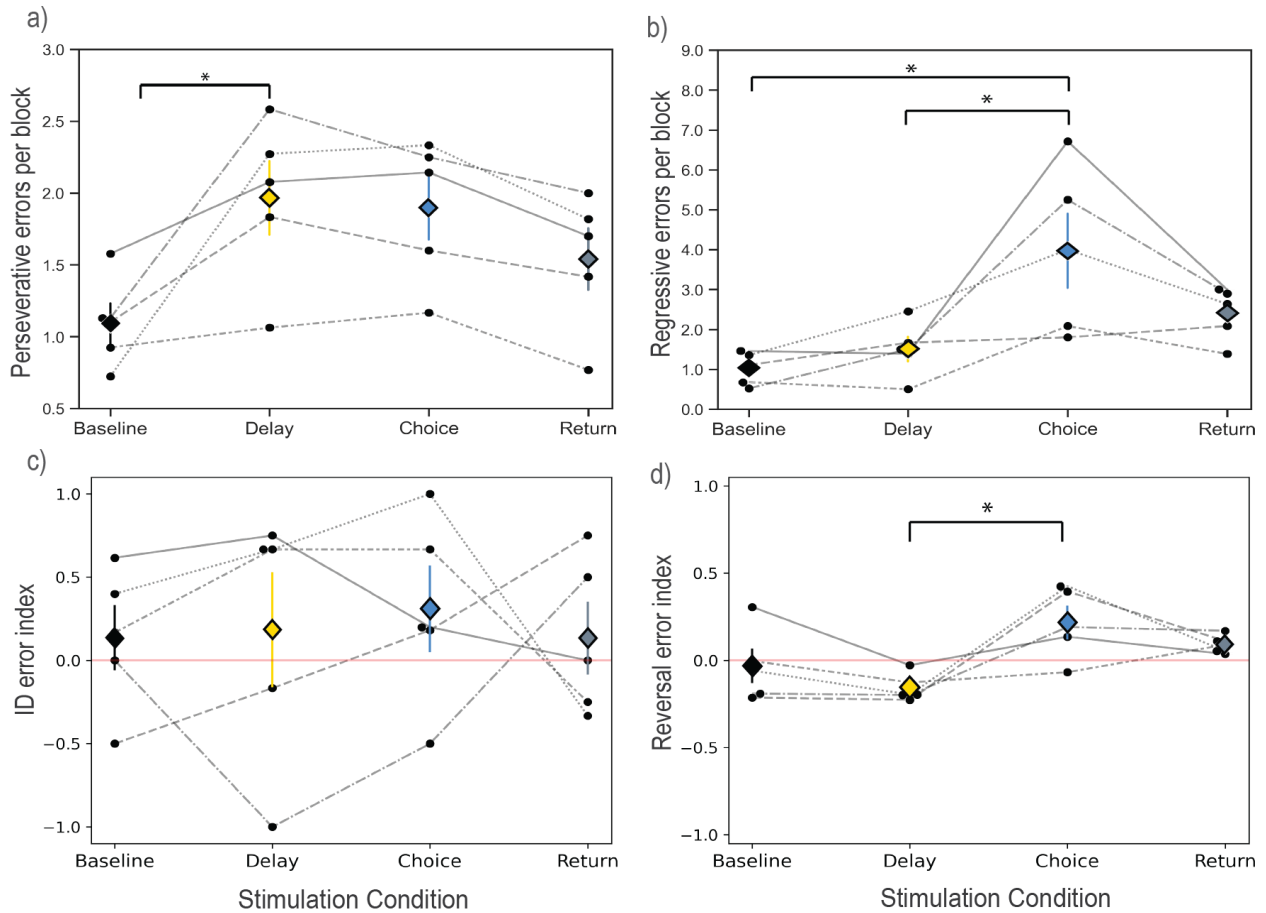 a)
Perseverative errors per block
3.0
2.5
2.0
1.5
1.0
0.5
*
Baseline Delay Choice Return
b)
Regressive errors per block
9.0
8.0
7.0
6.0
5.0
4.0
3.0
2.0
1.0
0.0
*
*
Baseline Delay Choice Return
c)
ID error index
1.0
0.5
0.0
−0.5
−1.0
Baseline Delay Choice Return
Stimulation Condition
d)
Reversal error index
1.0
0.5
0.0
−0.5
−1.0
*
Baseline Delay Choice Return
Stimulation Condition